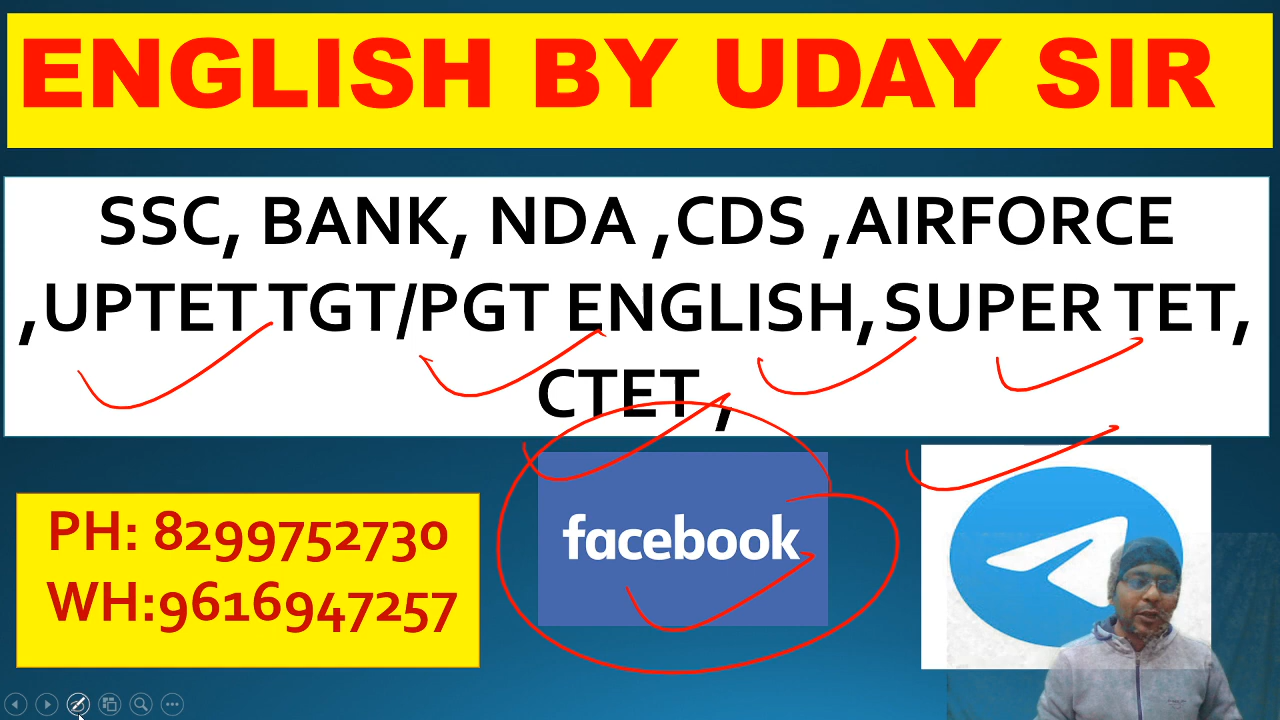 ENGLISH BY UDAY SIR
SSC, BANK, NDA ,CDS ,AIRFORCE
,UPTET TGT/PGT ENGLISH,SUPER TET,
CTET ,
facebook
PH: 8299752730
WH:9616947257